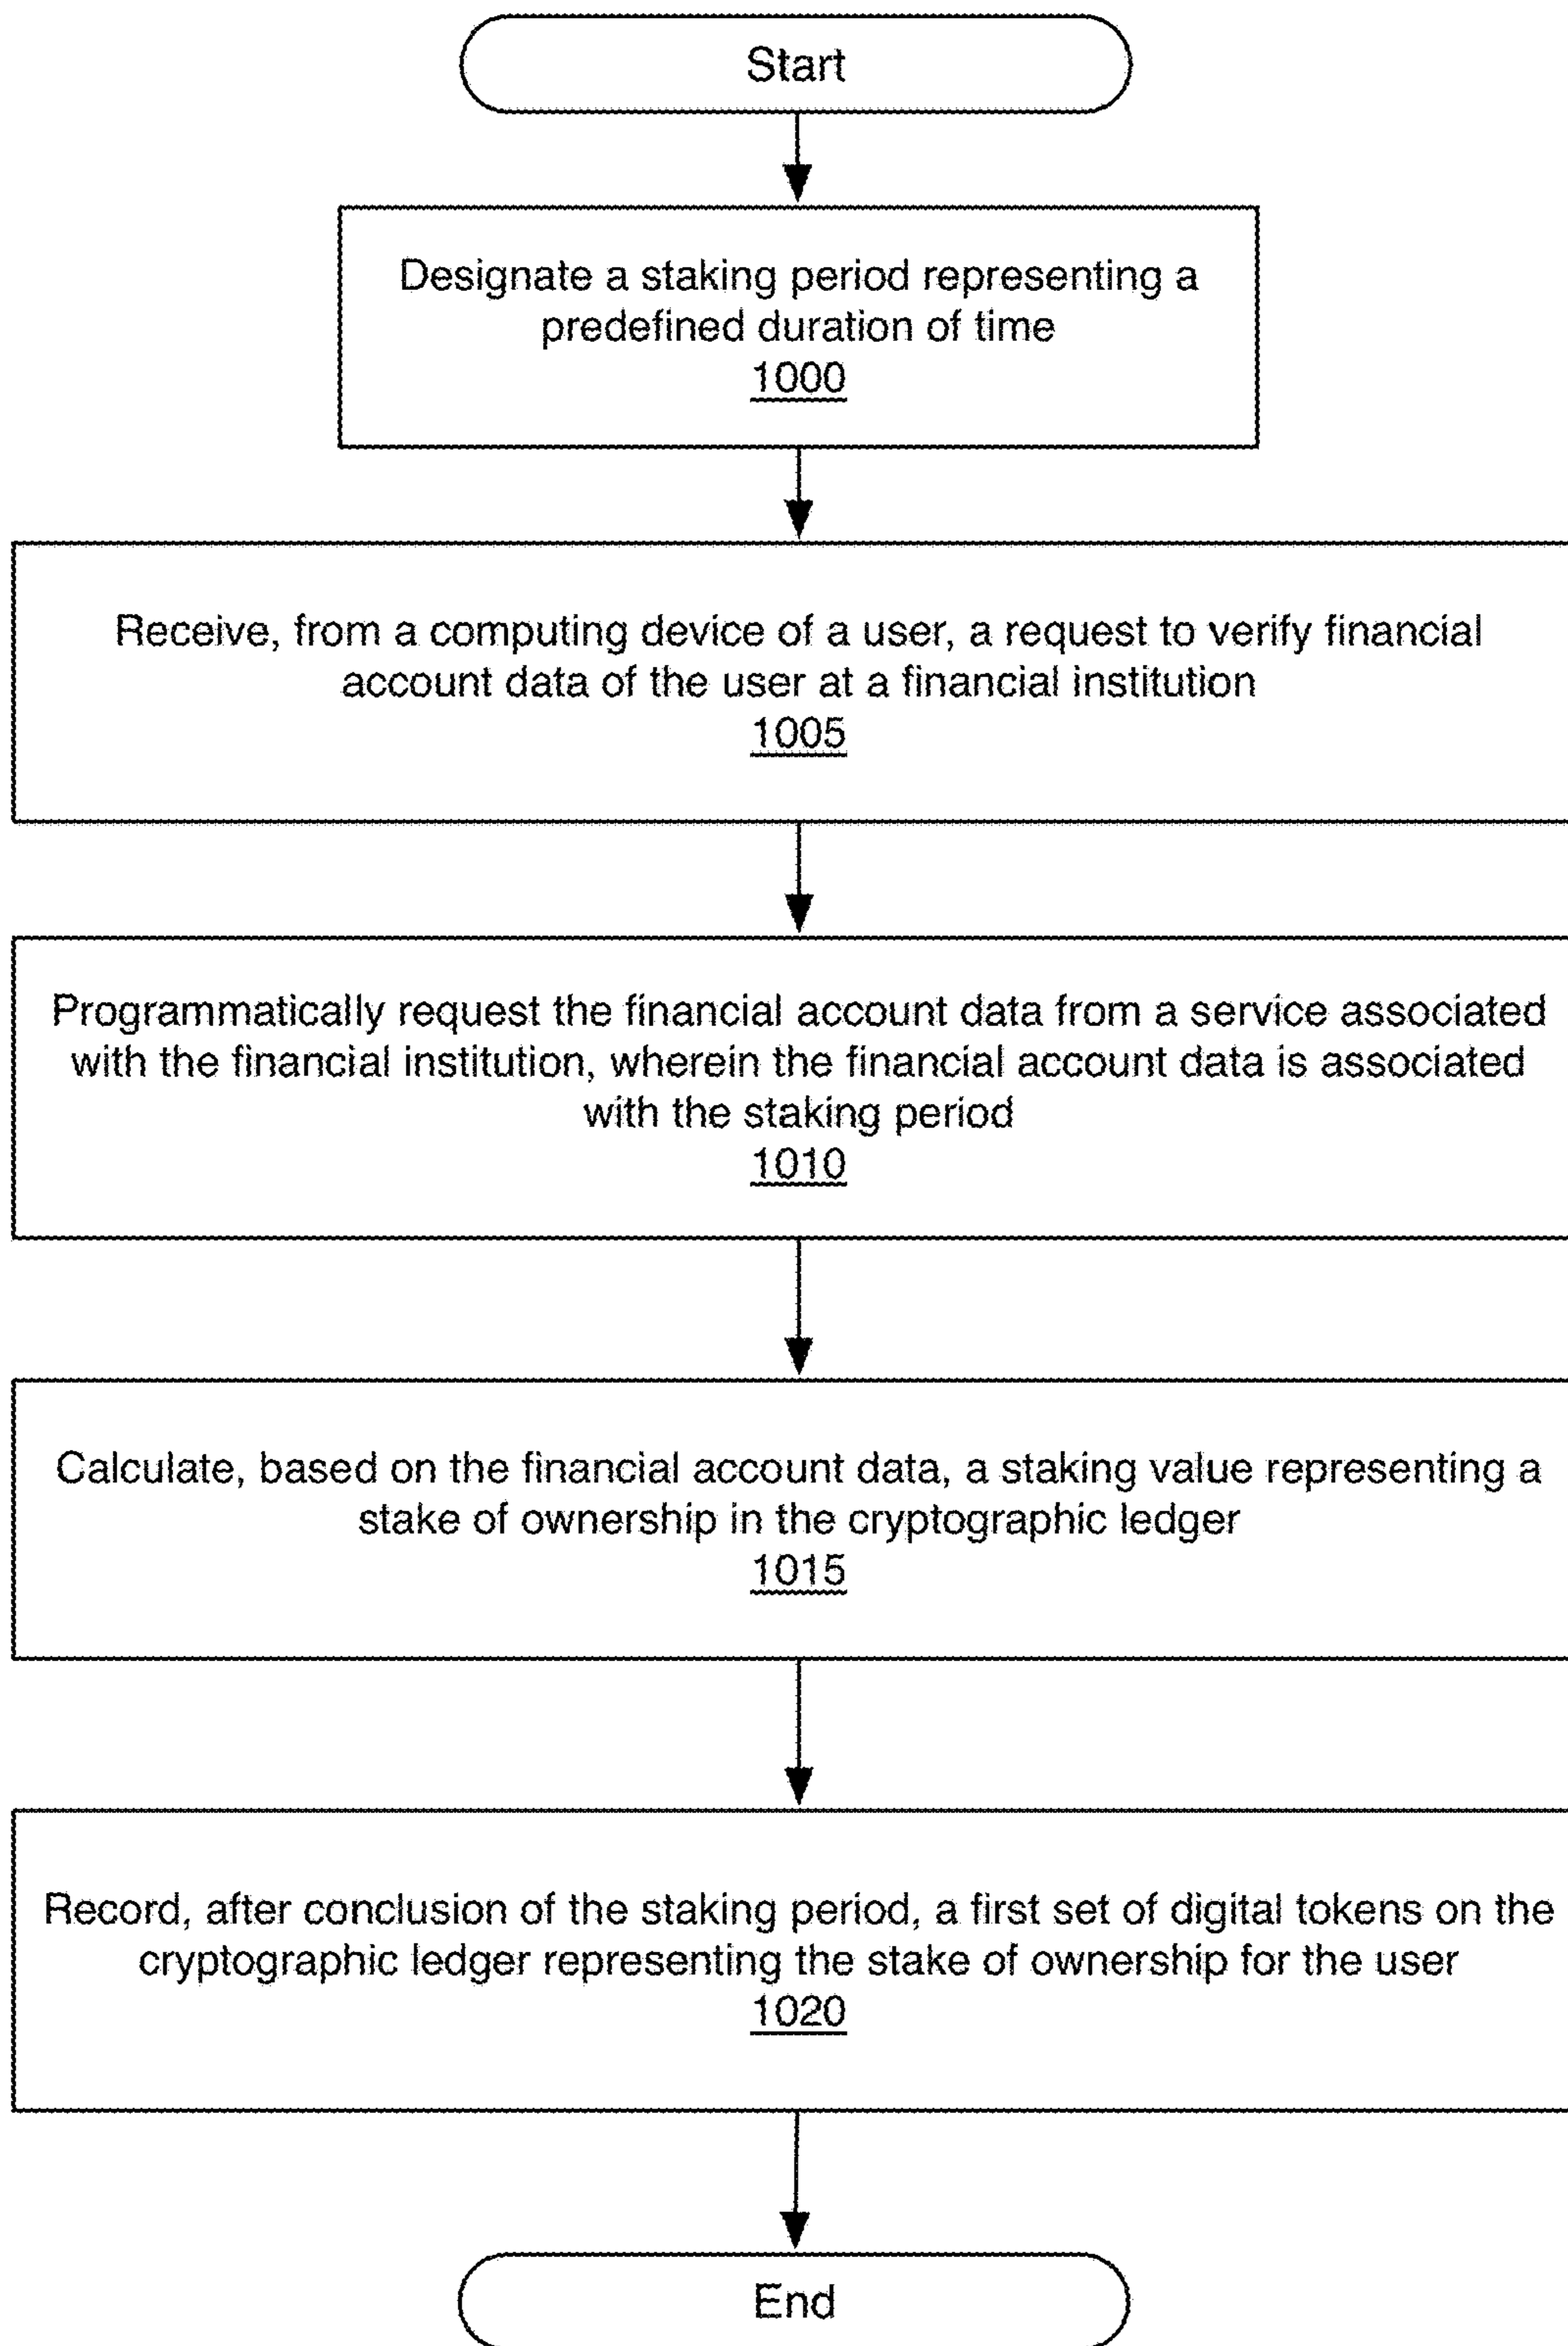 Start
Designate a staking period representing a
predefined duration of time
1000
Receive, from a computing device of a user, a request to verify financial
account data of the user at a financial institution
1005
Programmatically request the financial account data from a service associated
with the financial institution, wherein the financial account data is associated
with the staking period
1010
Calculate, based on the financial account data, a staking value representing a
stake of ownership in the cryptographic ledger
1015
Record, after conclusion of the staking period, a first set of digital tokens on the
cryptographic ledger representing the stake of ownership for the user
1020
End